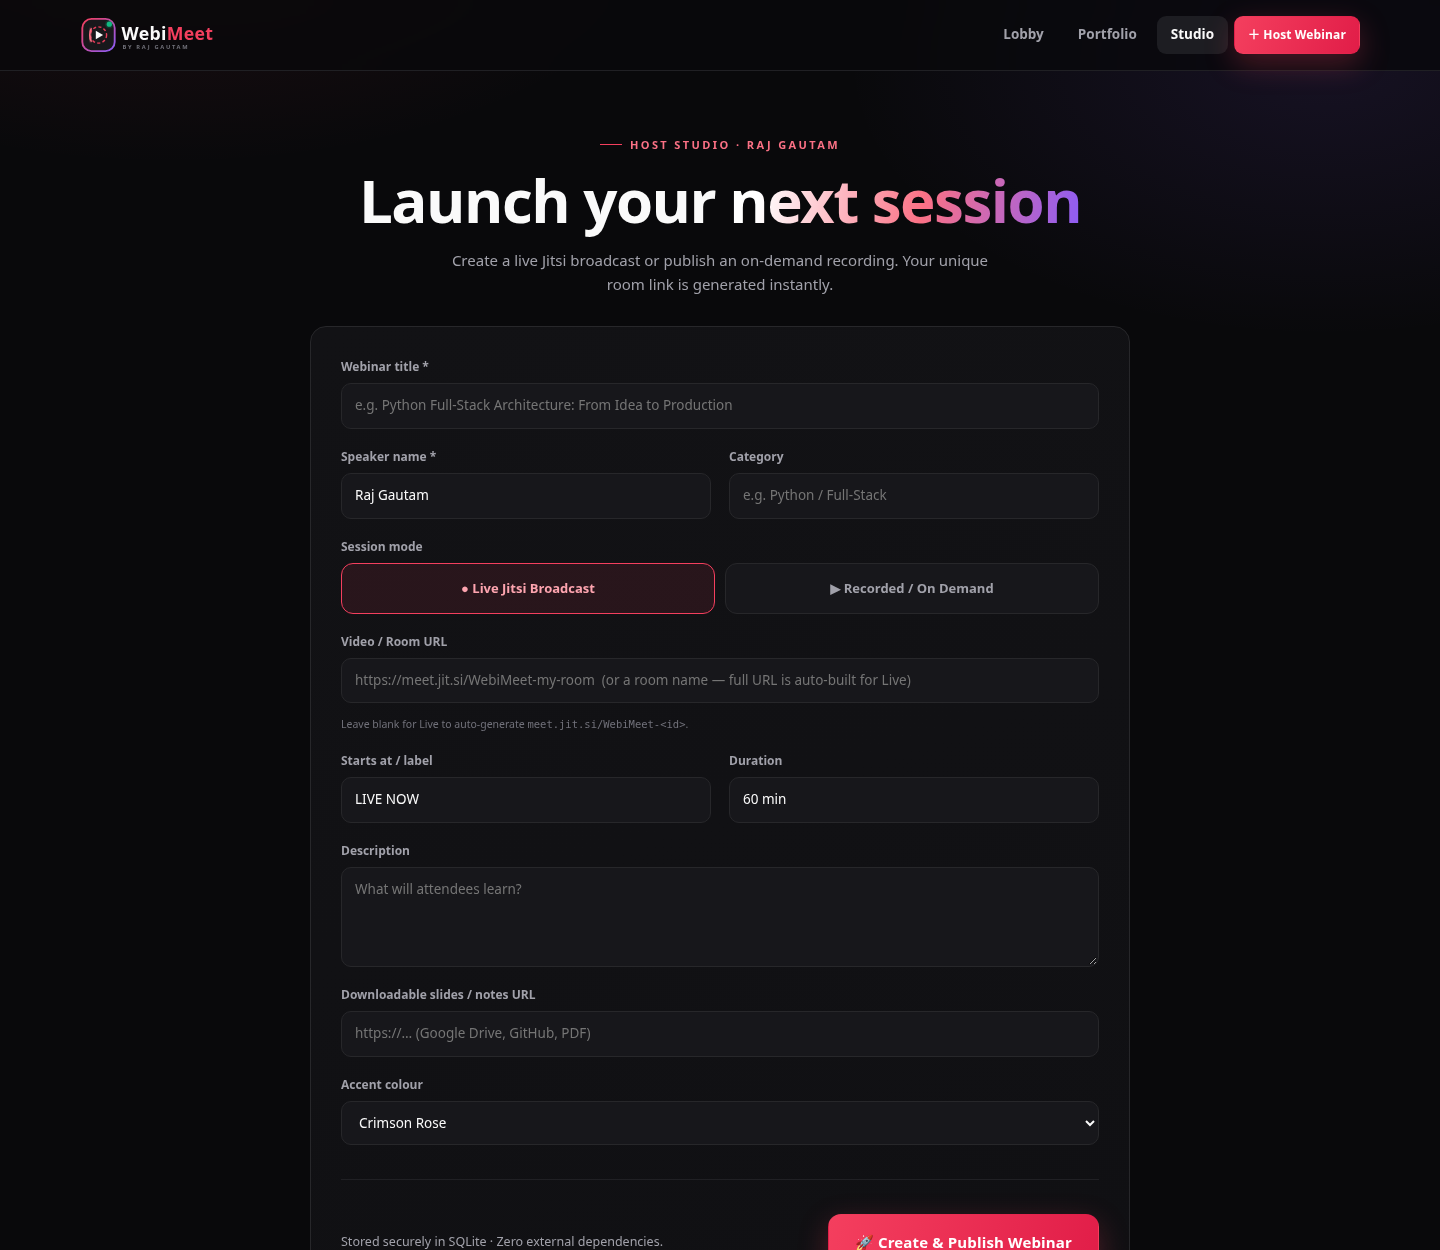 WebiMeet
BY RAJ GAUTAM
Lobby
Portfolio
Studio
+ Host Webinar
HOST STUDIO · RAJ GAUTAM
Launch your next session
Create a live Jitsi broadcast or publish an on-demand recording. Your unique
room link is generated instantly.
Webinar title *
e.g. Python Full-Stack Architecture: From Idea to Production
Speaker name *
Category
Raj Gautam
e.g. Python / Full-Stack
Session mode
● Live Jitsi Broadcast
▶ Recorded / On Demand
Video / Room URL
https://meet.jit.si/WebiMeet-my-room (or a room name — full URL is auto-built for Live)
Leave blank for Live to auto-generate meet.jit.si/WebiMeet-<id>.
Starts at / label
Duration
LIVE NOW
60 min
Description
What will attendees learn?
Downloadable slides / notes URL
https://... (Google Drive, GitHub, PDF)
Accent colour
Crimson Rose
Stored securely in SQLite · Zero external dependencies.
🚀 Create & Publish Webinar